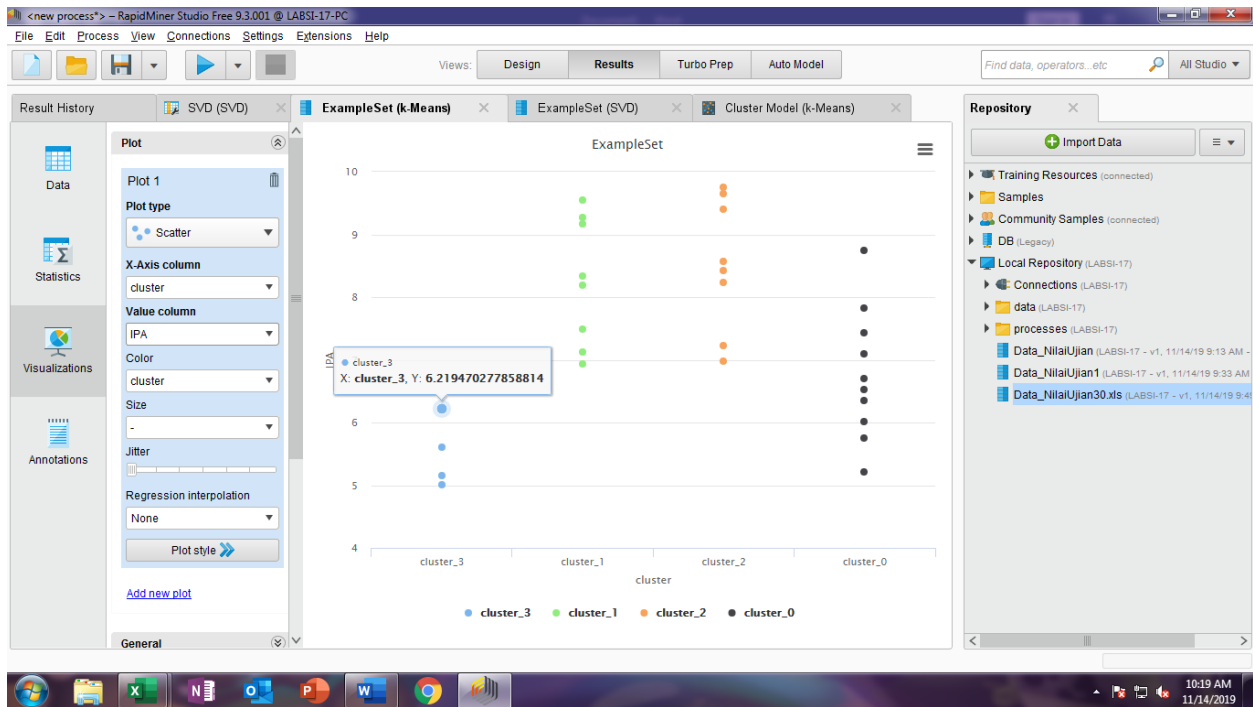 <new process*> – RapidMiner Studio Free 9.3.001 @ LABSI-17-PC
File Edit Process View Connections Settings Extensions Help
Views: Design Results Turbo Prep Auto Model
Find data, operators...etc
All Studio
Result History
SVD (SVD)
ExampleSet (k-Means)
ExampleSet (SVD)
Cluster Model (k-Means)
Repository
Data
Statistics
Visualizations
Annotations
Plot
Plot 1
Plot type
Scatter
X-Axis column
cluster
Value column
IPA
Color
cluster
Size
-
Jitter
Regression interpolation
None
Plot style
Add new plot
General
ExampleSet
10
9
8
6
5
4
IPA
cluster_3
X: cluster_3, Y: 6.219470277858814
cluster_3 cluster_1 cluster_2 cluster_0
cluster
cluster_3 cluster_1 cluster_2 cluster_0
Import Data
Training Resources (connected)
Samples
Community Samples (connected)
DB (Legacy)
Local Repository (LABSI-17)
Connections (LABSI-17)
data (LABSI-17)
processes (LABSI-17)
Data_NilaiUjian (LABSI-17 - v1, 11/14/19 9:13 AM -
Data_NilaiUjian1 (LABSI-17 - v1, 11/14/19 9:33 AM
Data_NilaiUjian30.xls (LABSI-17 - v1, 11/14/19 9:4
10:19 AM
11/14/2019